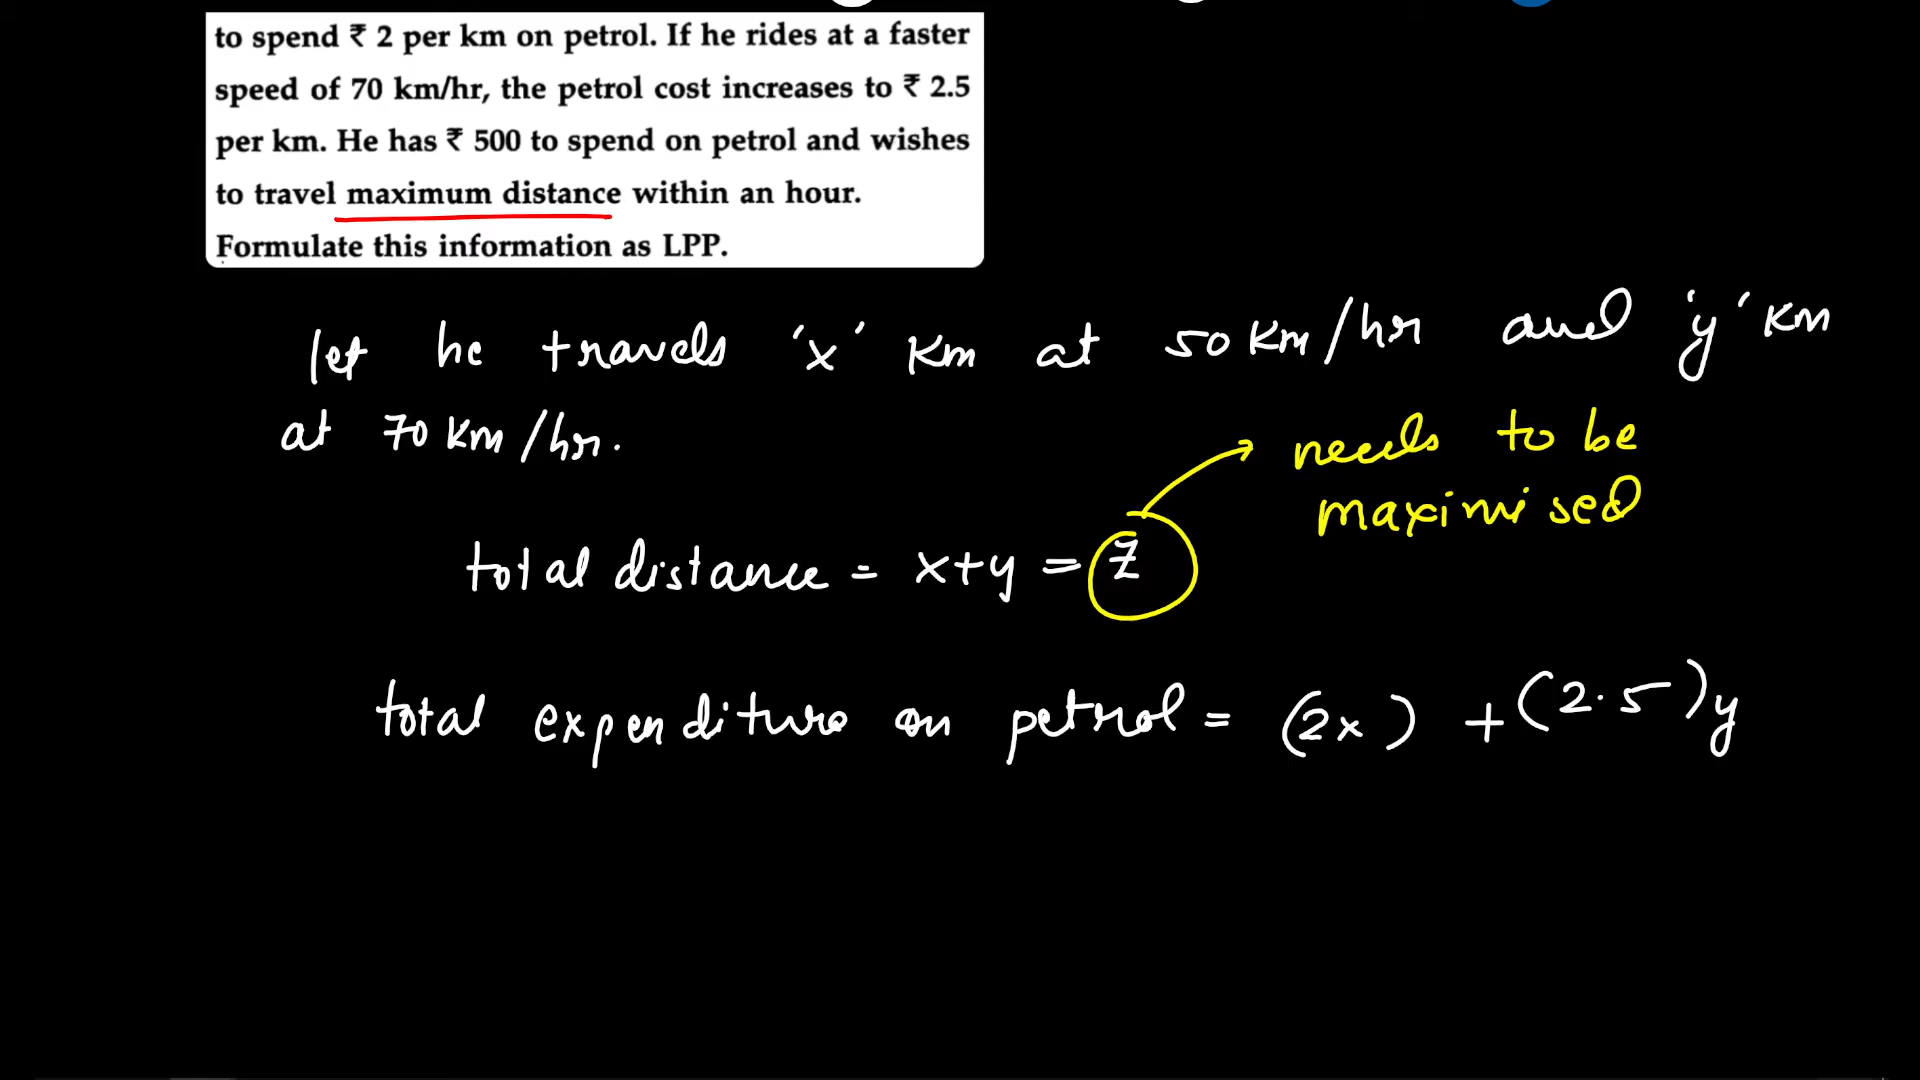 to spend ₹ 2 per km on petrol. If he rides at a faster
speed of 70 km/hr, the petrol cost increases to ₹ 2.5
per km. He has ₹ 500 to spend on petrol and wishes
to travel maximum distance within an hour.
Formulate this information as LPP.
let he travels 'x' Km at 50 Km/hr and 'y' Km
at 70 Km/hr.
needs to be
maximised
total distance = x+y = Z
total expenditure on petrol = (2x) + (2.5)y